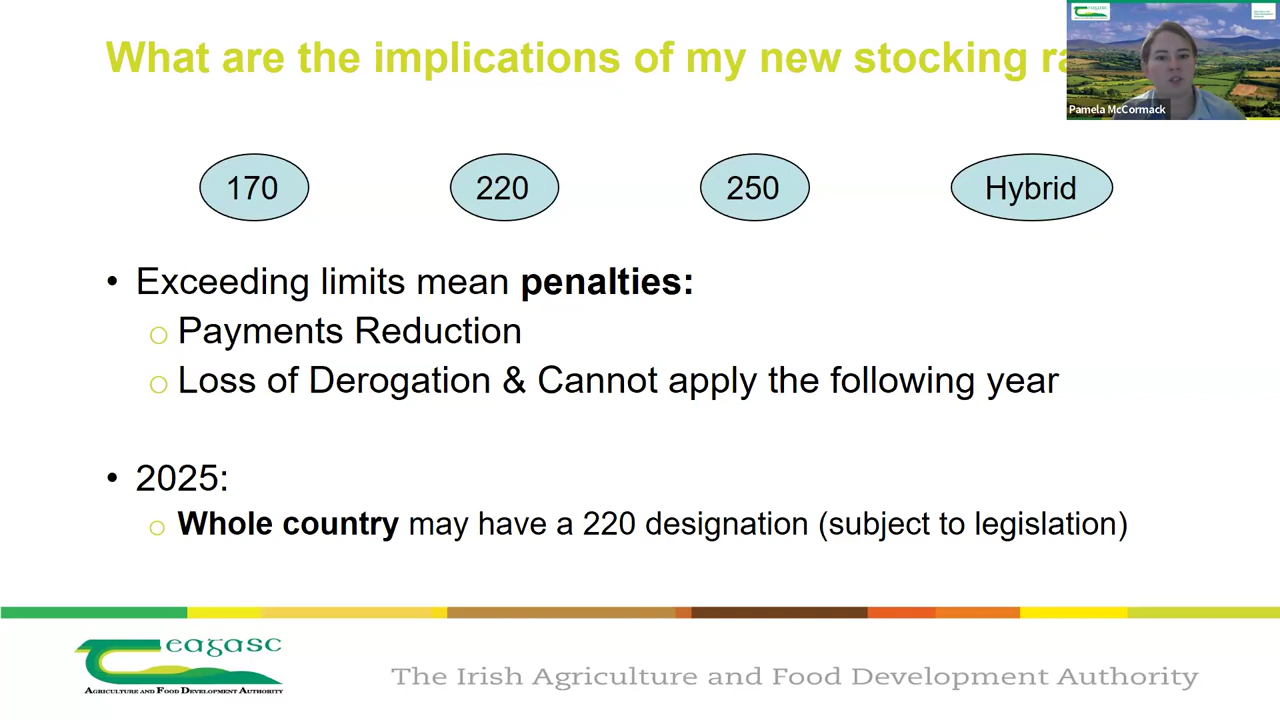 What are the implications of my new stocking ra
Pamela McCormack
170 220 250 Hybrid
• Exceeding limits mean penalties:
o Payments Reduction
o Loss of Derogation & Cannot apply the following year
• 2025:
o Whole country may have a 220 designation (subject to legislation)
eagasc
AGRICULTURE AND FOOD DEVELOPMENT AUTHORITY
The Irish Agriculture and Food Development Authority